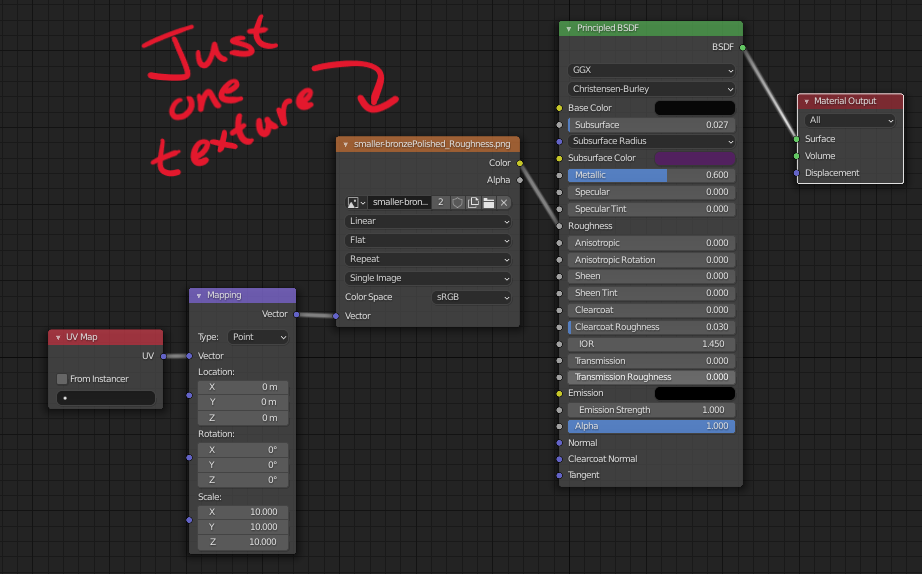 Just
one
texture
UV Map
UV
From Instancer
Mapping
Vector
Type: Point
Vector
Location:
X 0 m
Y 0 m
Z 0 m
Rotation:
X 0°
Y 0°
Z 0°
Scale:
X 10.000
Y 10.000
Z 10.000
smaller-bronzePolished_Roughness.png
Color
Alpha
smaller-bron... 2
Linear
Flat
Repeat
Single Image
Color Space sRGB
Vector
Principled BSDF
BSDF
GGX
Christensen-Burley
Base Color
Subsurface 0.027
Subsurface Radius
Subsurface Color
Metallic 0.600
Specular 0.000
Specular Tint 0.000
Roughness
Anisotropic 0.000
Anisotropic Rotation 0.000
Sheen 0.000
Sheen Tint 0.000
Clearcoat 0.000
Clearcoat Roughness 0.030
IOR 1.450
Transmission 0.000
Transmission Roughness 0.000
Emission
Emission Strength 1.000
Alpha 1.000
Normal
Clearcoat Normal
Tangent
Material Output
All
Surface
Volume
Displacement